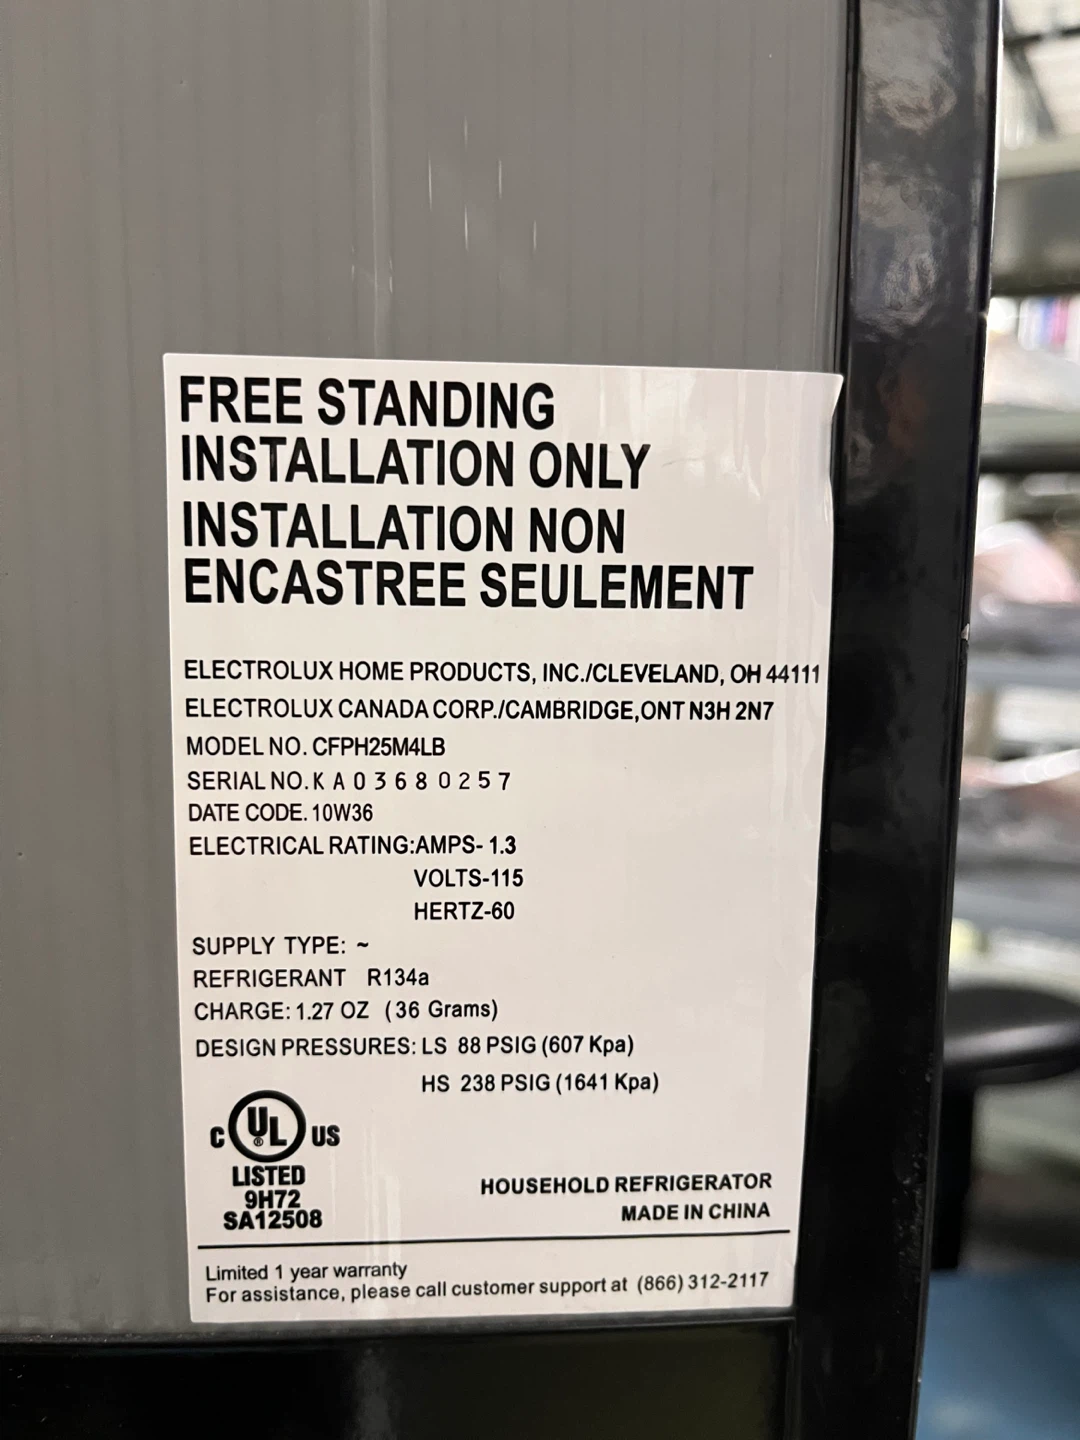 FREE STANDING
INSTALLATION ONLY
INSTALLATION NON
ENCASTREE SEULEMENT
ELECTROLUX HOME PRODUCTS, INC./CLEVELAND, OH 44111
ELECTROLUX CANADA CORP./CAMBRIDGE,ONT N3H 2N7
MODEL NO. CFPH25M4LB
SERIAL NO. K A 0 3 6 8 0 2 5 7
DATE CODE. 10W36
ELECTRICAL RATING:AMPS- 1.3
VOLTS-115
HERTZ-60
SUPPLY TYPE: ~
REFRIGERANT R134a
CHARGE: 1.27 OZ (36 Grams)
DESIGN PRESSURES: LS 88 PSIG (607 Kpa)
HS 238 PSIG (1641 Kpa)
C UL ® US
LISTED
9H72
SA12508
HOUSEHOLD REFRIGERATOR
MADE IN CHINA
Limited 1 year warranty
For assistance, please call customer support at (866) 312-2117